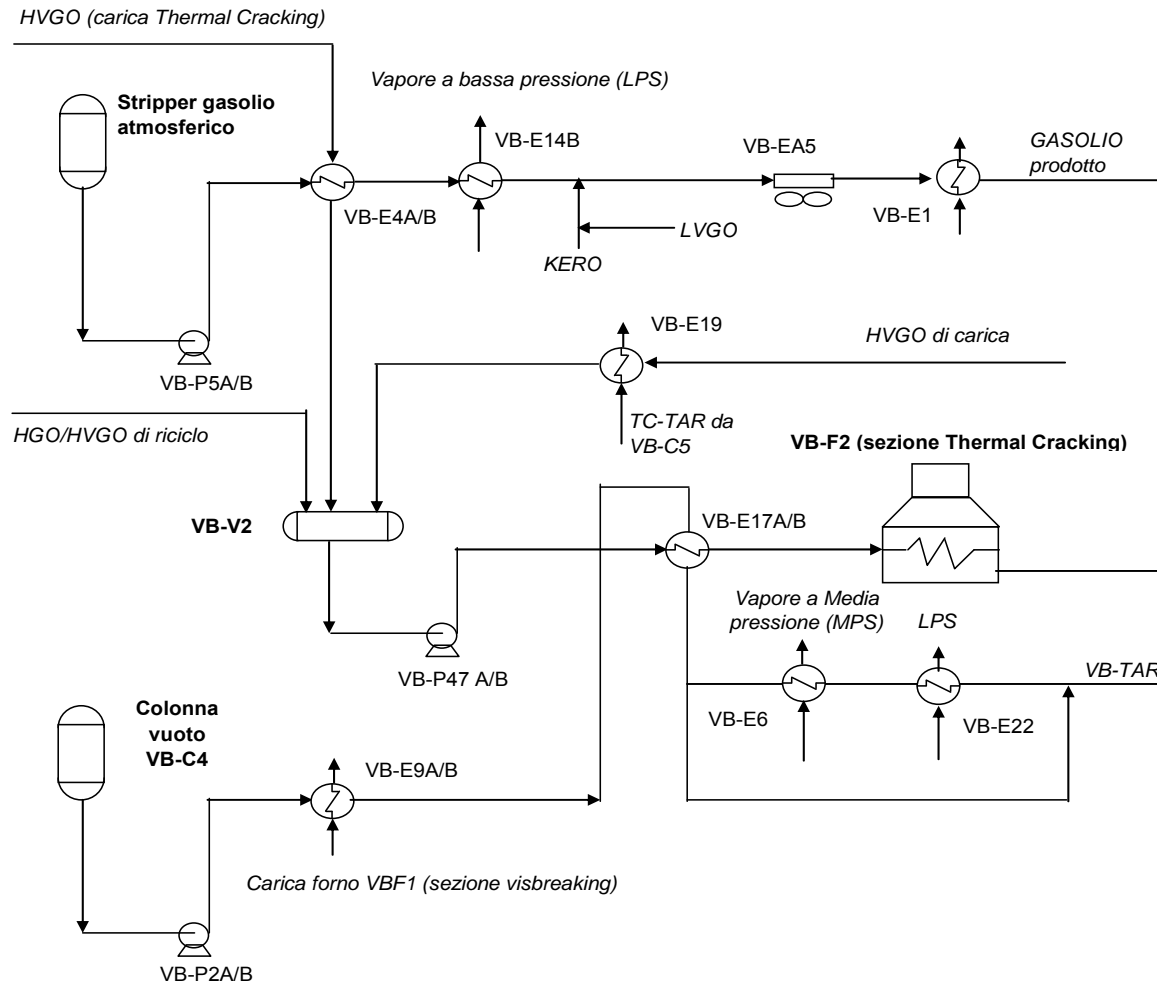 HVGO (carica Thermal Cracking)
Vapore a bassa pressione (LPS)
Stripper gasolio
atmosferico
VB-E14B
VB-EA5
GASOLIO
prodotto
VB-E4A/B
VB-E1
LVGO
KERO
VB-E19
HVGO di carica
VB-P5A/B
TC-TAR da
VB-C5
HGO/HVGO di riciclo
VB-F2 (sezione Thermal Cracking)
VB-V2
VB-E17A/B
Vapore a Media
pressione (MPS)
LPS
VB-P47 A/B
VB-TAR
VB-E6
VB-E22
Colonna
vuoto
VB-C4
VB-E9A/B
Carica forno VBF1 (sezione visbreaking)
VB-P2A/B